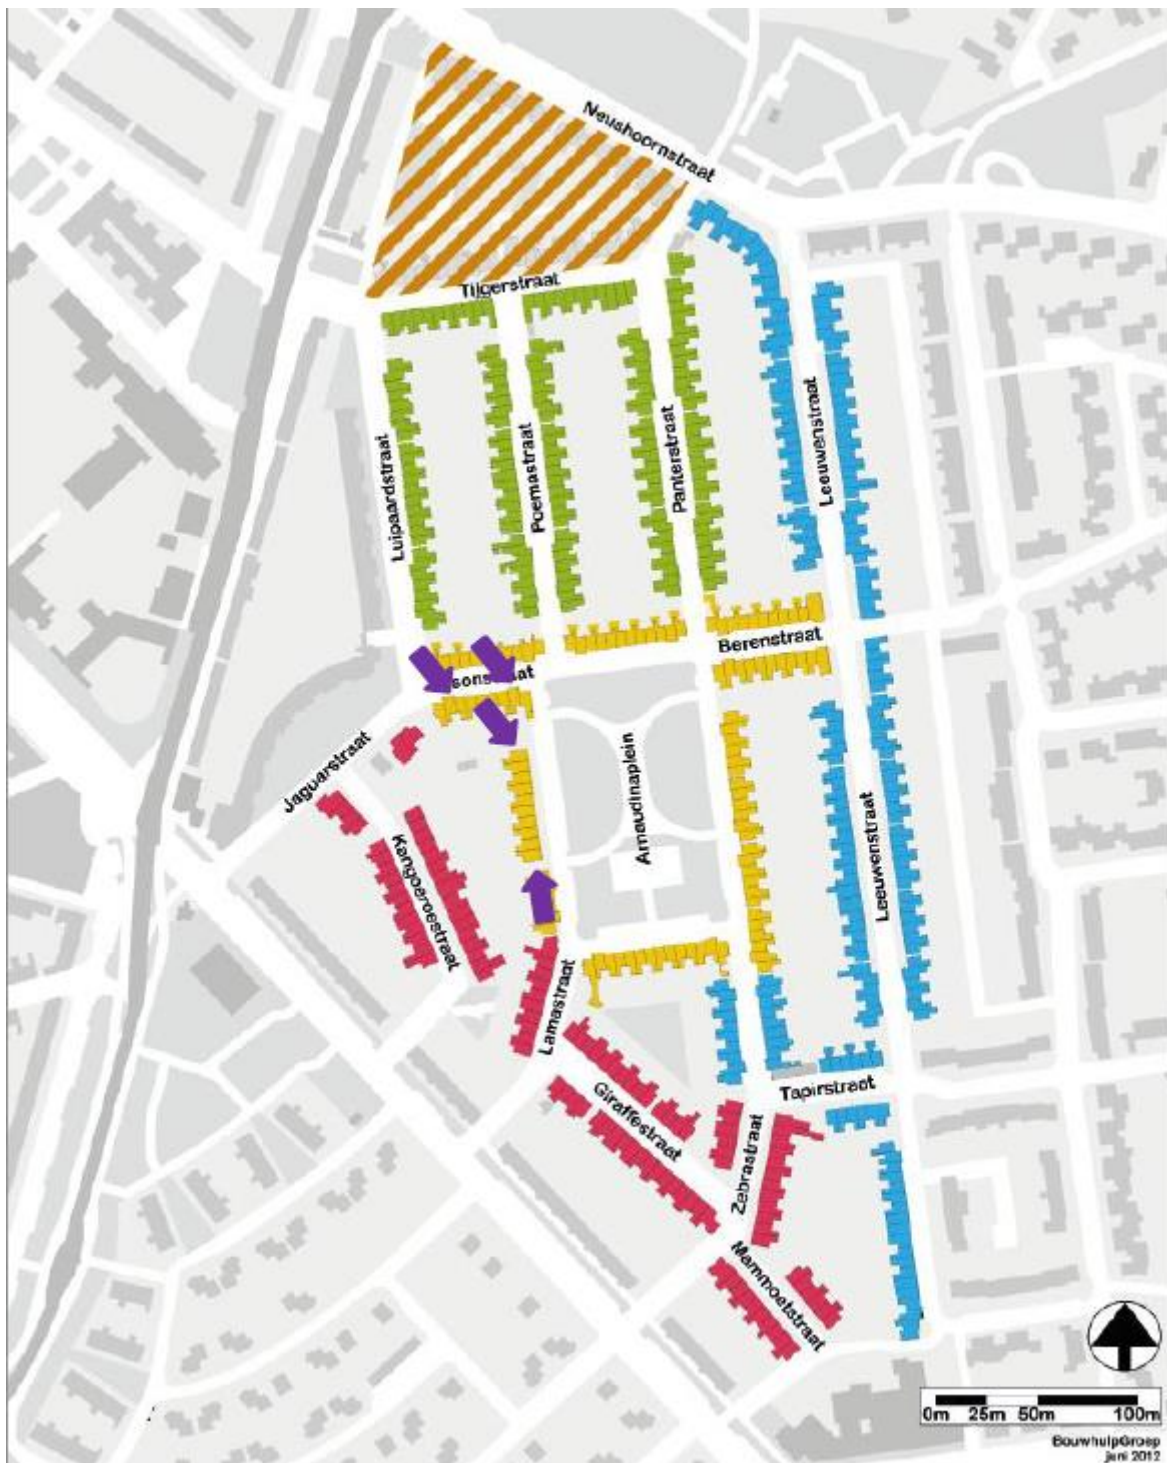 Neushoornstraat
Tijgerstraat
Luipaardstraat
Poemastraat
Panterstraat
Leeuwenstraat
Berenstraat
Jaguarstraat
Arnaudinaplein
Leeuwenstraat
Kangoeroestraat
Lamastraat
Giraffestraat
Tapirstraat
Zebrastraat
Mammoetstraat
0m 25m 50m 100m
BouwhulpGroep
juni 2012